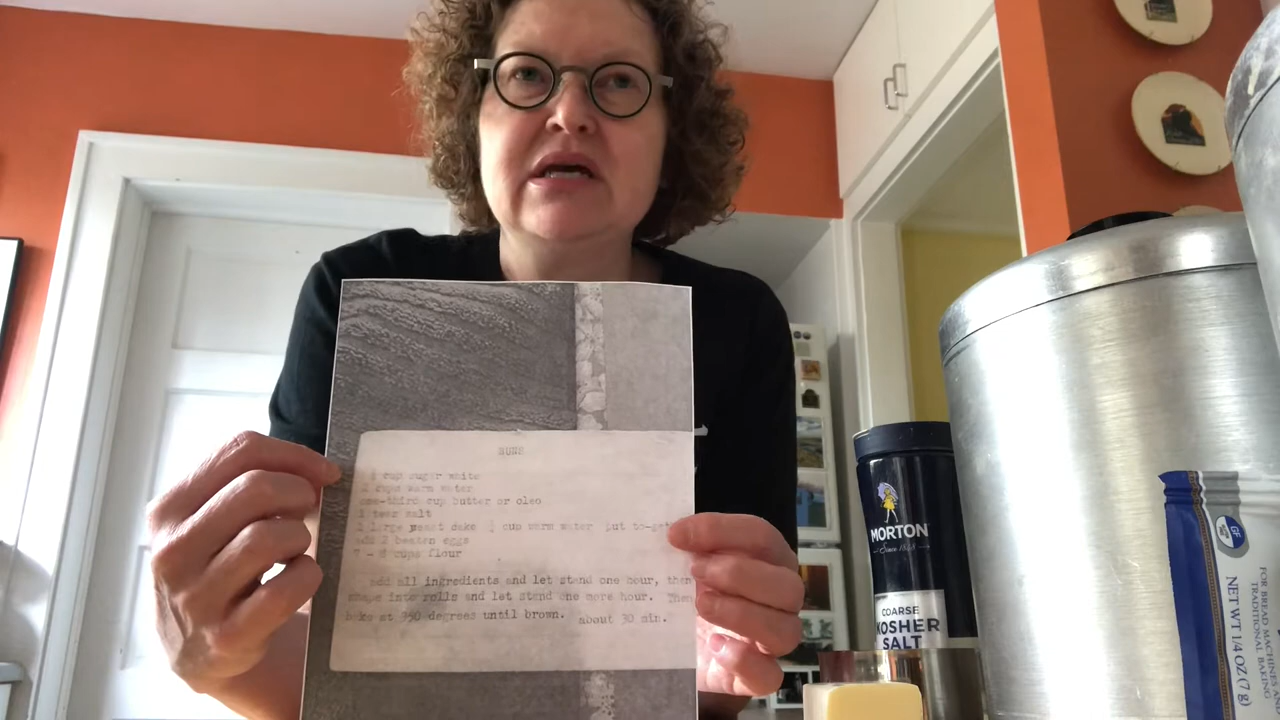 BUNS
cup sugar white
2 cups warm water
one-third cup butter or oleo
1 teas salt
1 large yeast cake ½ cup warm water put to-get
add 2 beaten eggs
7 - 8 cups flour
add all ingredients and let stand one hour, then
shape into rolls and let stand one more hour. Then
bake at 350 degrees until brown. about 30 min.
MORTON
Since 1848
COARSE
KOSHER
SALT
GF
NET WT 1/4 OZ (7 g)
FOR BREAD MACHINES
TRADITIONAL BAKING